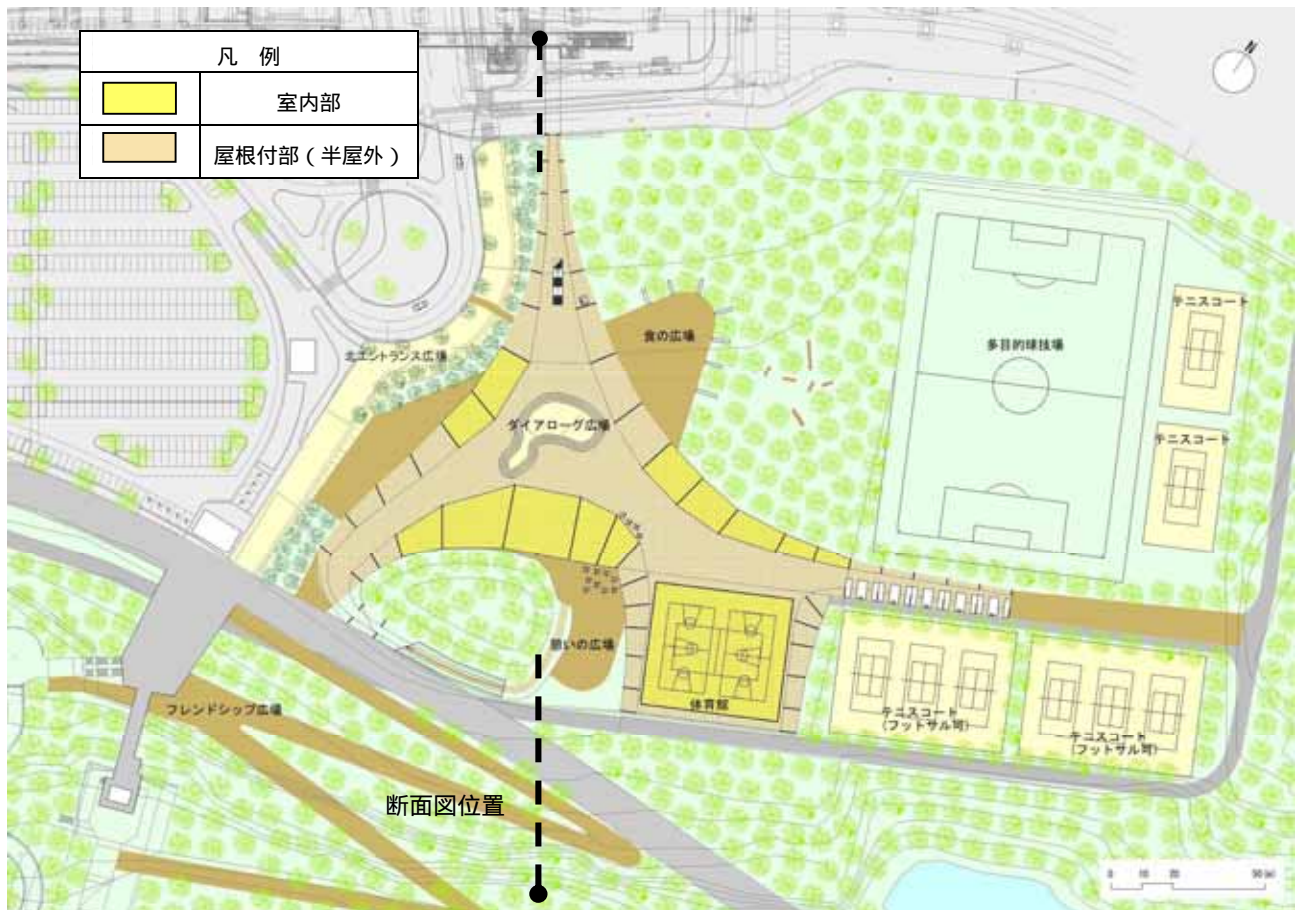 凡 例
室内部
屋根付部（半屋外）
N
テニスコート
食の広場
多目的球技場
北エントランス広場
ダイアローグ広場
テニスコート
憩いの広場
体育館
フレンドシップ広場
テニスコート
(フットサル可)
テニスコート
(フットサル可)
断面図位置
0 10 20 50(m)